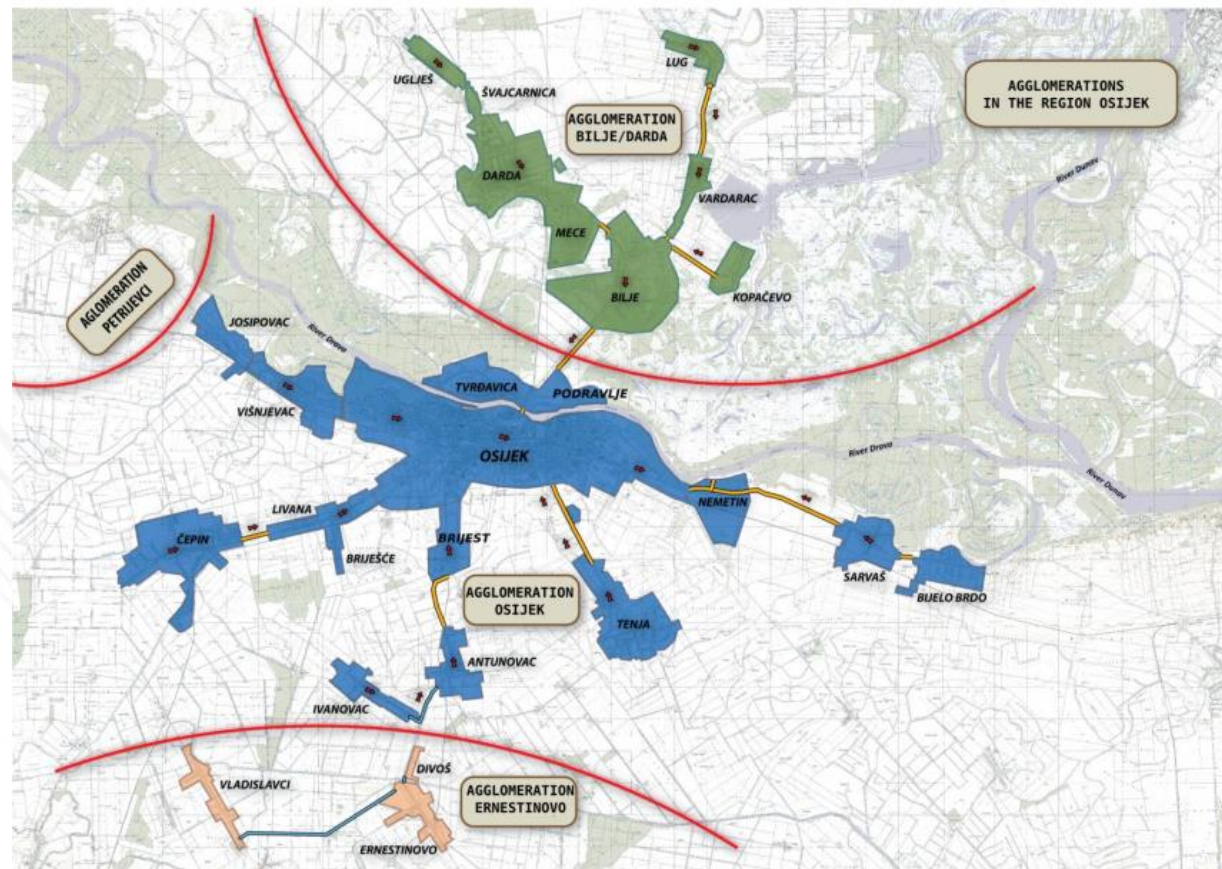 AGGLOMERATIONS
IN THE REGION OSIJEK
LUG
UGLJEŠ
ŠVAJCARNICA
AGGLOMERATION
BILJE/DARDA
DARDA
VARDARAC
River Dunav
MECE
BILJE
KOPAČEVO
AGLOMERATION
PETRIJEVCI
JOSIPOVAC
River Drava
TVRĐAVICA
PODRAVLJE
VIŠNJEVAC
OSIJEK
River Drava
River Dunav
NEMETIN
LIVANA
ČEPIN
BRIJEST
BRIJEŠĆE
SARVAŠ
BIJELO BRDO
AGGLOMERATION
OSIJEK
TENJA
ANTUNOVAC
IVANOVAC
DIVOŠ
VLADISLAVCI
AGGLOMERATION
ERNESTINOVO
ERNESTINOVO